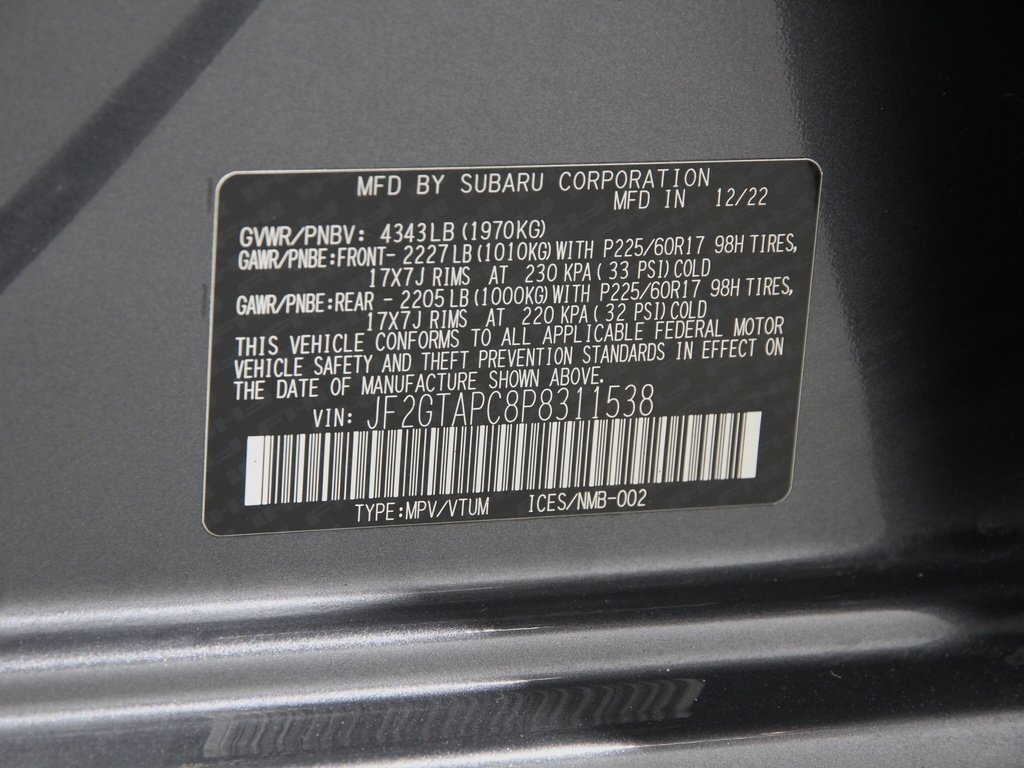 MFD BY SUBARU CORPORATION
MFD IN 12/22
GVWR/PNBV: 4343LB (1970KG)
GAWR/PNBE:FRONT- 2227LB (1010KG) WITH P225/60R17 98H TIRES,
17X7J RIMS AT 230 KPA ( 33 PSI) COLD
GAWR/PNBE:REAR - 2205LB (1000KG) WITH P225/60R17 98H TIRES,
17X7J RIMS AT 220 KPA ( 32 PSI) COLD
THIS VEHICLE CONFORMS TO ALL APPLICABLE FEDERAL MOTOR
VEHICLE SAFETY AND THEFT PREVENTION STANDARDS IN EFFECT ON
THE DATE OF MANUFACTURE SHOWN ABOVE.
VIN: JF2GTAPC8P8311538
TYPE:MPV/VTUM ICES/NMB-002